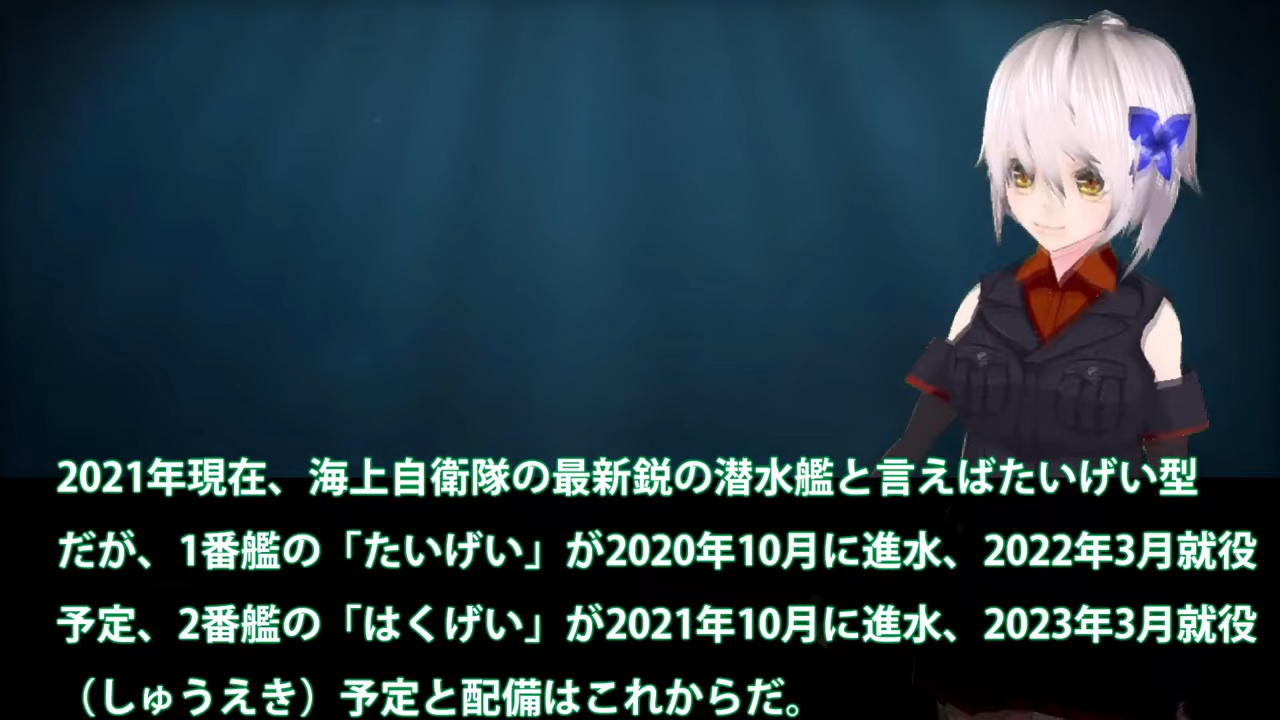 2021年現在、海上自衛隊の最新鋭の潜水艦と言えばたいげい型
だが、1番艦の「たいげい」が2020年10月に進水、2022年3月就役
予定、2番艦の「はくげい」が2021年10月に進水、2023年3月就役
（しゅうえき）予定と配備はこれからだ。